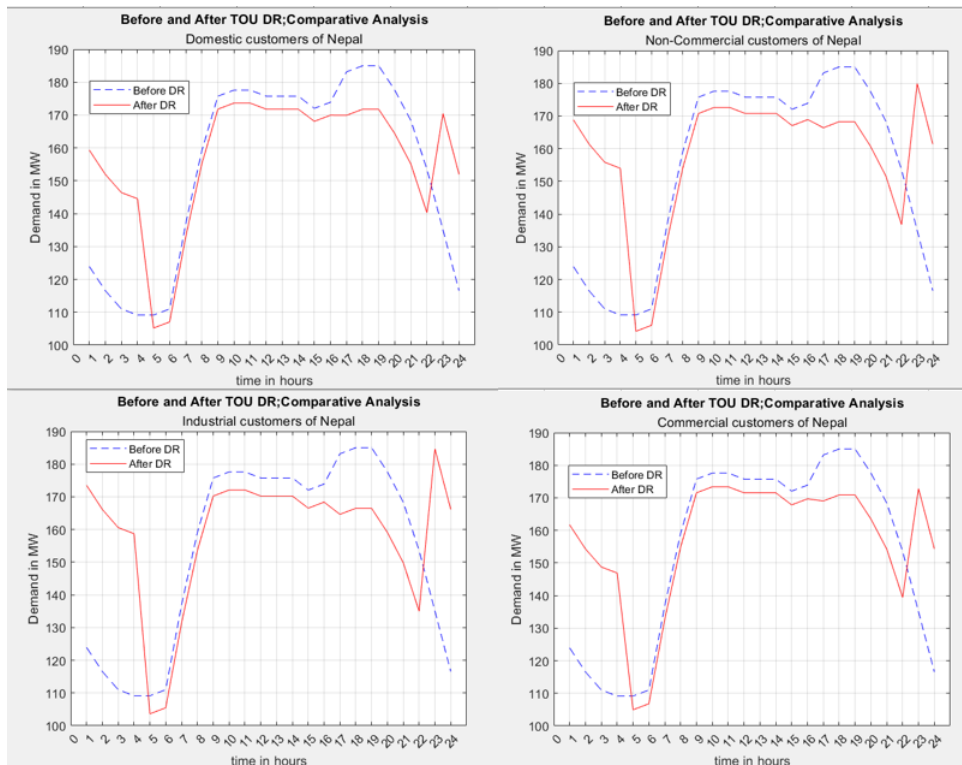 Before and After TOU DR;Comparative Analysis
Domestic customers of Nepal
190
180
170
160
150
140
130
120
110
100
Demand in MW
Before DR
After DR
0 1 2 3 4 5 6 7 8 9 10 11 12 13 14 15 16 17 18 19 20 21 22 23 24
time in hours
Before and After TOU DR;Comparative Analysis
Non-Commercial customers of Nepal
190
180
170
160
150
140
130
120
110
100
Demand in MW
Before DR
After DR
0 1 2 3 4 5 6 7 8 9 10 11 12 13 14 15 16 17 18 19 20 21 22 23 24
time in hours
Before and After TOU DR;Comparative Analysis
Industrial customers of Nepal
190
180
170
160
150
140
130
120
110
100
Demand in MW
Before DR
After DR
0 1 2 3 4 5 6 7 8 9 10 11 12 13 14 15 16 17 18 19 20 21 22 23 24
time in hours
Before and After TOU DR;Comparative Analysis
Commercial customers of Nepal
190
180
170
160
150
140
130
120
110
100
Demand in MW
Before DR
After DR
0 1 2 3 4 5 6 7 8 9 10 11 12 13 14 15 16 17 18 19 20 21 22 23 24
time in hours